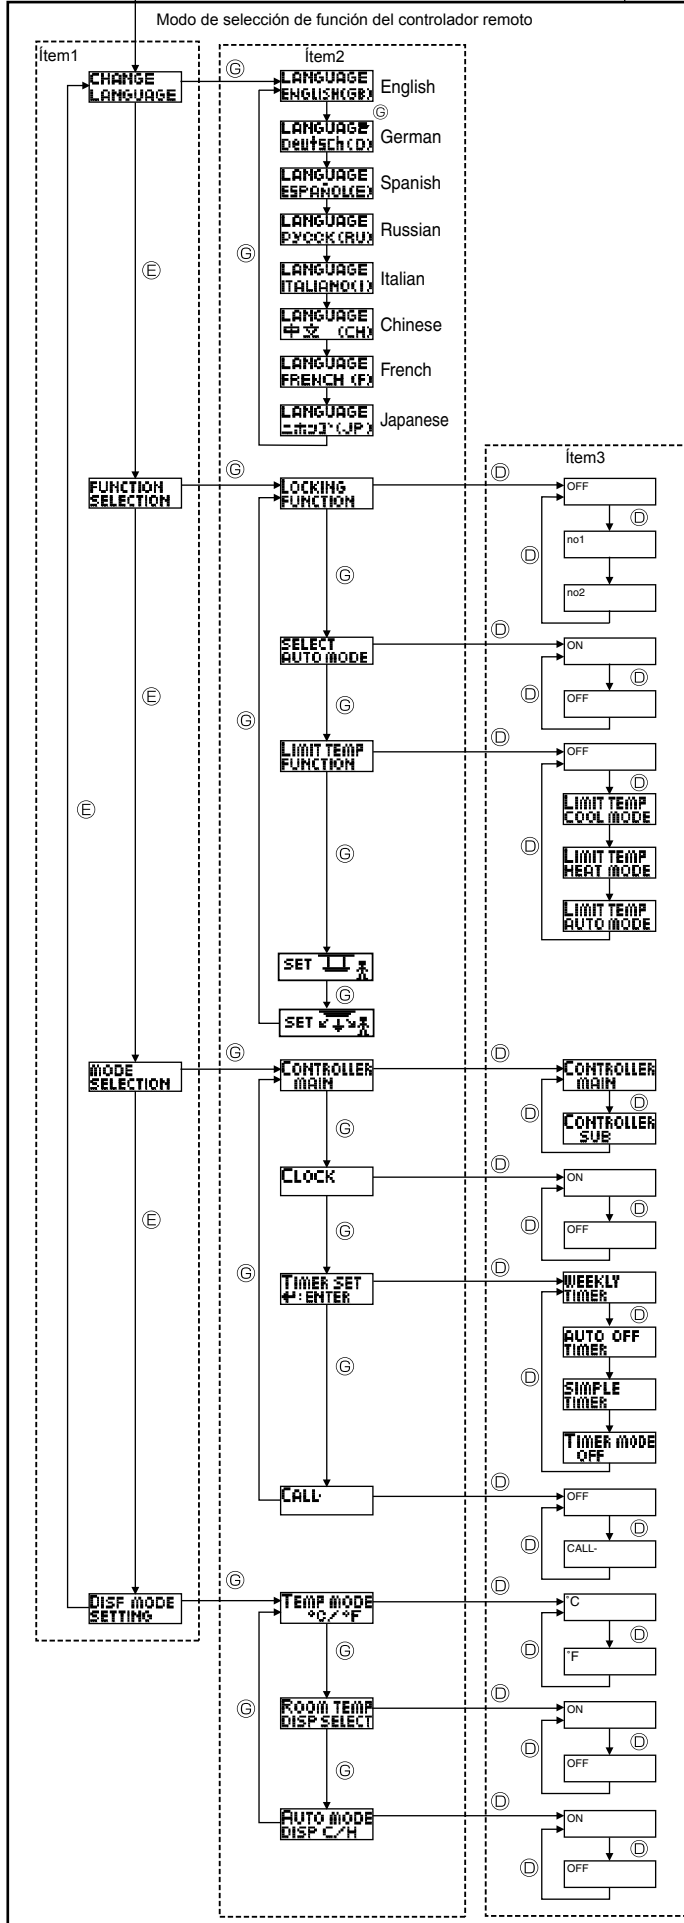 Modo de selección de función del controlador remoto
Ítem1
Ítem2
CHANGE
LANGUAGE
Ⓖ
LANGUAGE
ENGLISH(GB)
English
Ⓖ
LANGUAGE
Deutsch(D)
German
LANGUAGE
ESPAÑOL(E)
Spanish
LANGUAGE
РУССК(RU)
Russian
Ⓖ
Ⓔ
LANGUAGE
ITALIANO(I)
Italian
LANGUAGE
中文 (CH)
Chinese
LANGUAGE
FRENCH (F)
French
LANGUAGE
ニホンゴ(JP)
Japanese
Ítem3
FUNCTION
SELECTION
Ⓖ
LOCKING
FUNCTION
Ⓓ
OFF
Ⓓ
no1
Ⓓ
no2
Ⓖ
SELECT
AUTO MODE
Ⓓ
ON
Ⓓ
Ⓓ
OFF
Ⓔ
Ⓖ
Ⓖ
LIMIT TEMP
FUNCTION
Ⓓ
OFF
Ⓓ
LIMIT TEMP
COOL MODE
Ⓔ
Ⓖ
Ⓓ
LIMIT TEMP
HEAT MODE
LIMIT TEMP
AUTO MODE
SET
Ⓖ
SET
MODE
SELECTION
Ⓖ
CONTROLLER
MAIN
Ⓓ
CONTROLLER
MAIN
Ⓓ
Ⓓ
CONTROLLER
SUB
Ⓖ
CLOCK
Ⓓ
ON
Ⓓ
Ⓓ
OFF
Ⓔ
Ⓖ
Ⓖ
TIMER SET
↵:ENTER
Ⓓ
WEEKLY
TIMER
Ⓓ
AUTO OFF
TIMER
Ⓖ
Ⓓ
SIMPLE
TIMER
TIMER MODE
OFF
CALL-
Ⓓ
OFF
Ⓓ
Ⓓ
CALL-
DISP MODE
SETTING
Ⓖ
TEMP MODE
°C/°F
Ⓓ
°C
Ⓓ
Ⓓ
°F
Ⓖ
Ⓖ
ROOM TEMP
DISP SELECT
Ⓓ
ON
Ⓓ
Ⓓ
OFF
Ⓖ
AUTO MODE
DISP C/H
Ⓓ
ON
Ⓓ
Ⓓ
OFF